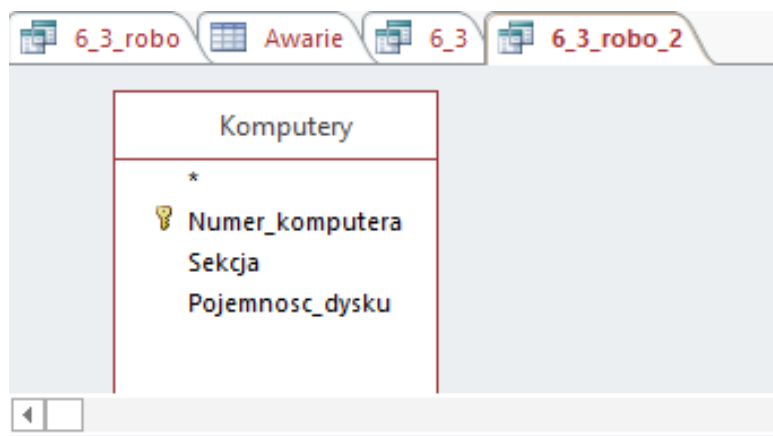 6_3_robo Awarie 6_3 6_3_robo_2
Komputery
*
Numer_komputera
Sekcja
Pojemnosc_dysku